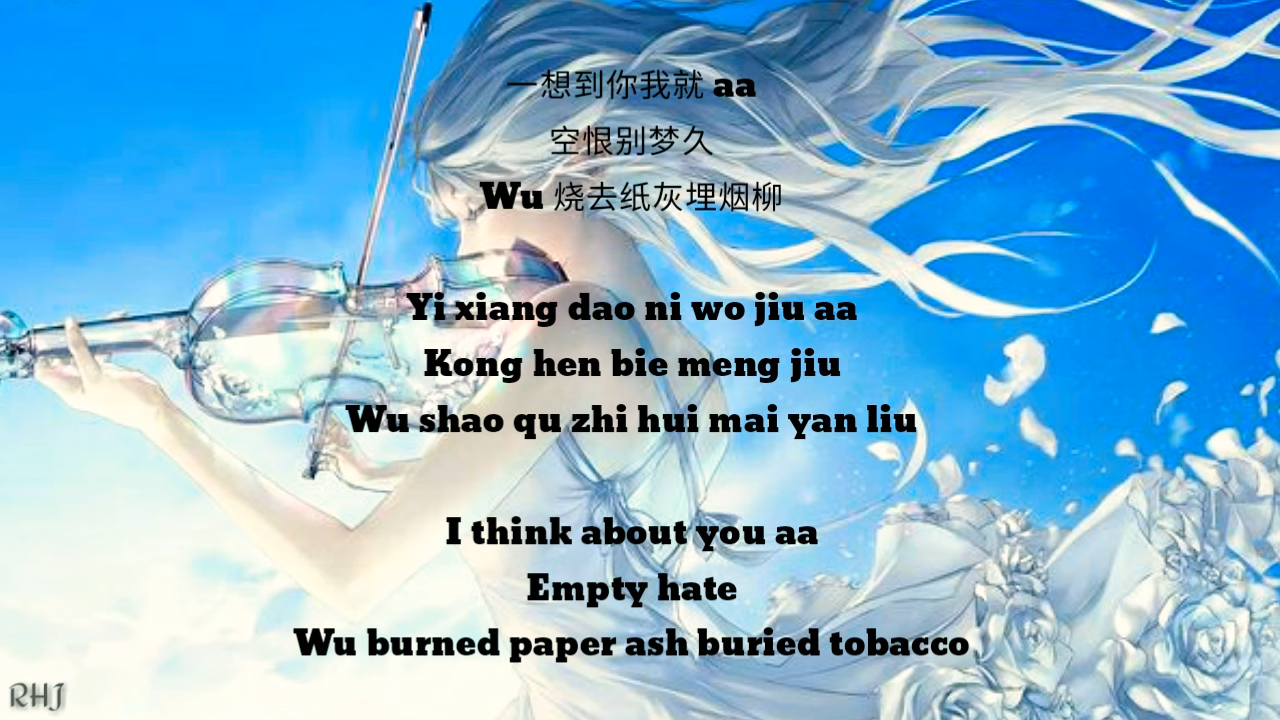 一想到你我就 aa
空恨别梦久
Wu 烧去纸灰埋烟柳
Yi xiang dao ni wo jiu aa
Kong hen bie meng jiu
Wu shao qu zhi hui mai yan liu
I think about you aa
Empty hate
Wu burned paper ash buried tobacco
RHJ